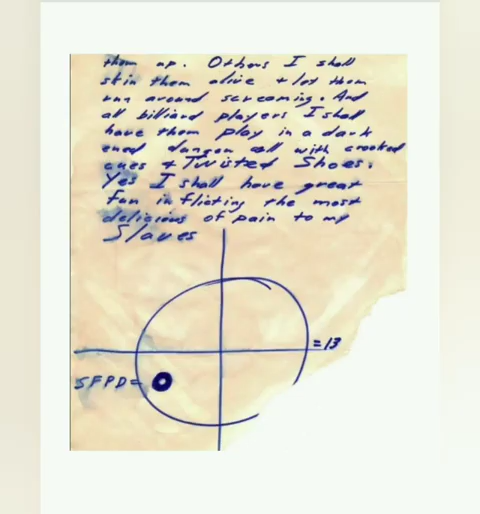 them up. Others I shall
skin them alive + let them
run around screaming. And
all billiard players I shall
have them play in a dark
ened dungen all with crooked
cues + Twisted Shoes.
Yes I shall have great
fun inflicting the most
delicious of pain to my
Slaves
= 13
SFPD =